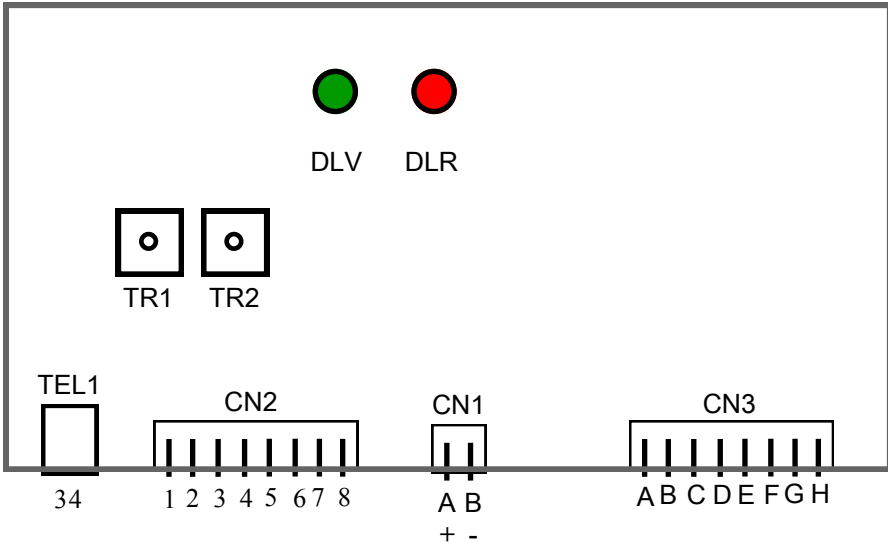 DLV DLR
TR1 TR2
TEL1
CN2
CN1
CN3
34
1 2 3 4 5 6 7 8
A B
+ -
A B C D E F G H